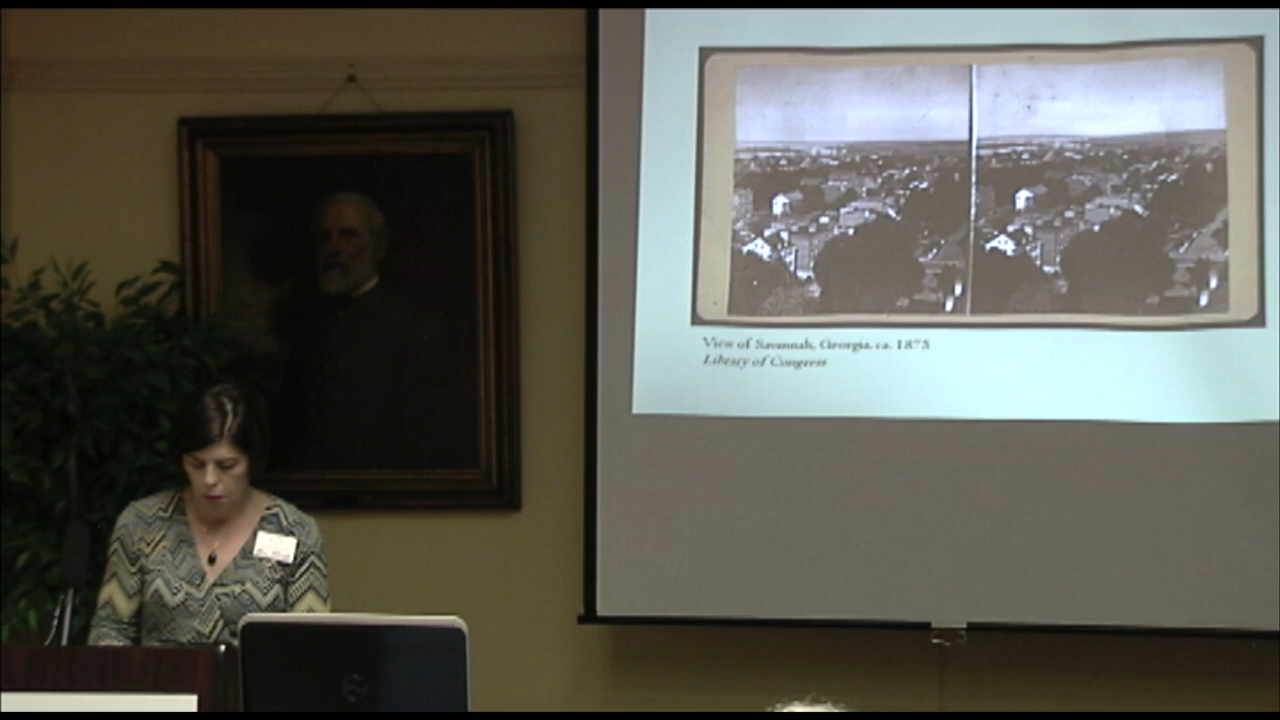 View of Savannah, Georgia, ca. 1875
Library of Congress